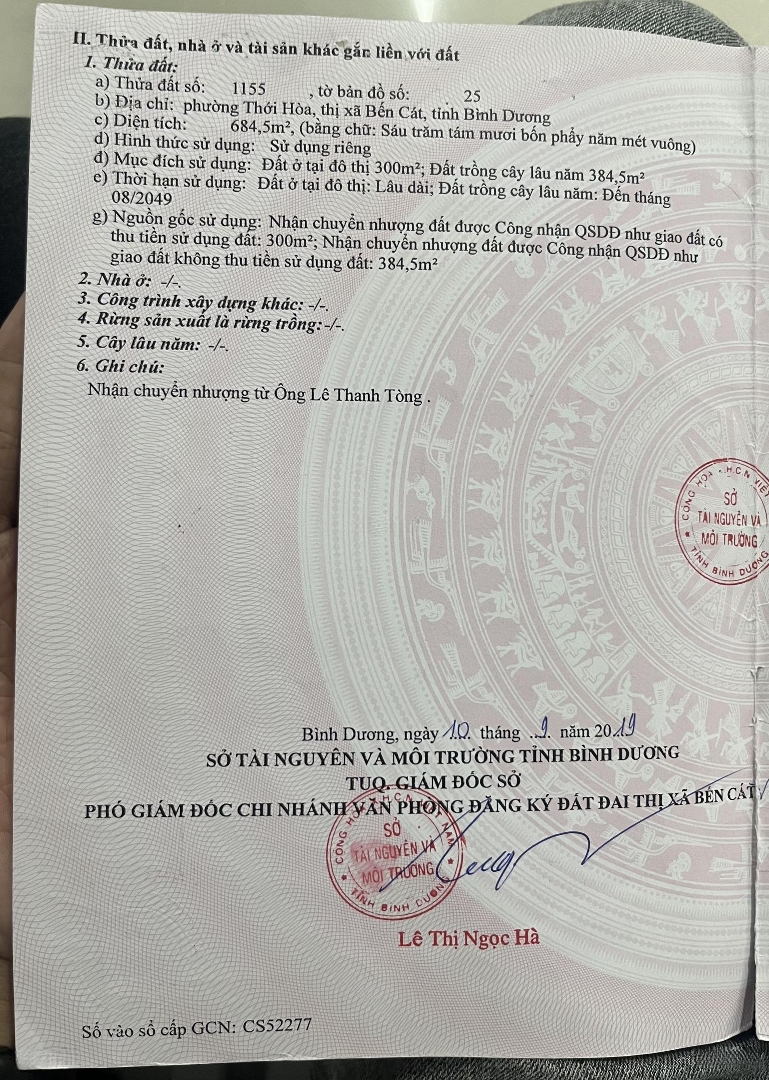 II. Thửa đất, nhà ở và tài sản khác gắn liền với đất
1. Thửa đất:
a) Thửa đất số: 1155 , tờ bản đồ số: 25
b) Địa chỉ: phường Thới Hòa, thị xã Bến Cát, tỉnh Bình Dương
c) Diện tích: 684,5m², (bằng chữ: Sáu trăm tám mươi bốn phẩy năm mét vuông)
d) Hình thức sử dụng: Sử dụng riêng
đ) Mục đích sử dụng: Đất ở tại đô thị 300m²; Đất trồng cây lâu năm 384,5m²
e) Thời hạn sử dụng: Đất ở tại đô thị: Lâu dài; Đất trồng cây lâu năm: Đến tháng
08/2049
g) Nguồn gốc sử dụng: Nhận chuyển nhượng đất được Công nhận QSDĐ như giao đất có
thu tiền sử dụng đất: 300m²; Nhận chuyển nhượng đất được Công nhận QSDĐ như
giao đất không thu tiền sử dụng đất: 384,5m²
2. Nhà ở: -/-.
3. Công trình xây dựng khác: -/-.
4. Rừng sản xuất là rừng trồng:-/-.
5. Cây lâu năm: -/-.
6. Ghi chú:
Nhận chuyển nhượng từ Ông Lê Thanh Tòng .
CỘNG HÒA
H.C.N VIỆT
SỞ
TÀI NGUYÊN VÀ
MÔI TRƯỜNG
TỈNH BÌNH DƯƠNG
Bình Dương, ngày 10 tháng 9 năm 2019
SỞ TÀI NGUYÊN VÀ MÔI TRƯỜNG TỈNH BÌNH DƯƠNG
TUQ. GIÁM ĐỐC SỞ
PHÓ GIÁM ĐỐC CHI NHÁNH VĂN PHÒNG ĐĂNG KÝ ĐẤT ĐAI THỊ XÃ BẾN CÁT
CỘNG HÒA
NAM
SỞ
TÀI NGUYÊN VÀ
MÔI TRƯỜNG
TỈNH BÌNH DƯƠNG
Lê Thị Ngọc Hà
Số vào sổ cấp GCN: CS52277